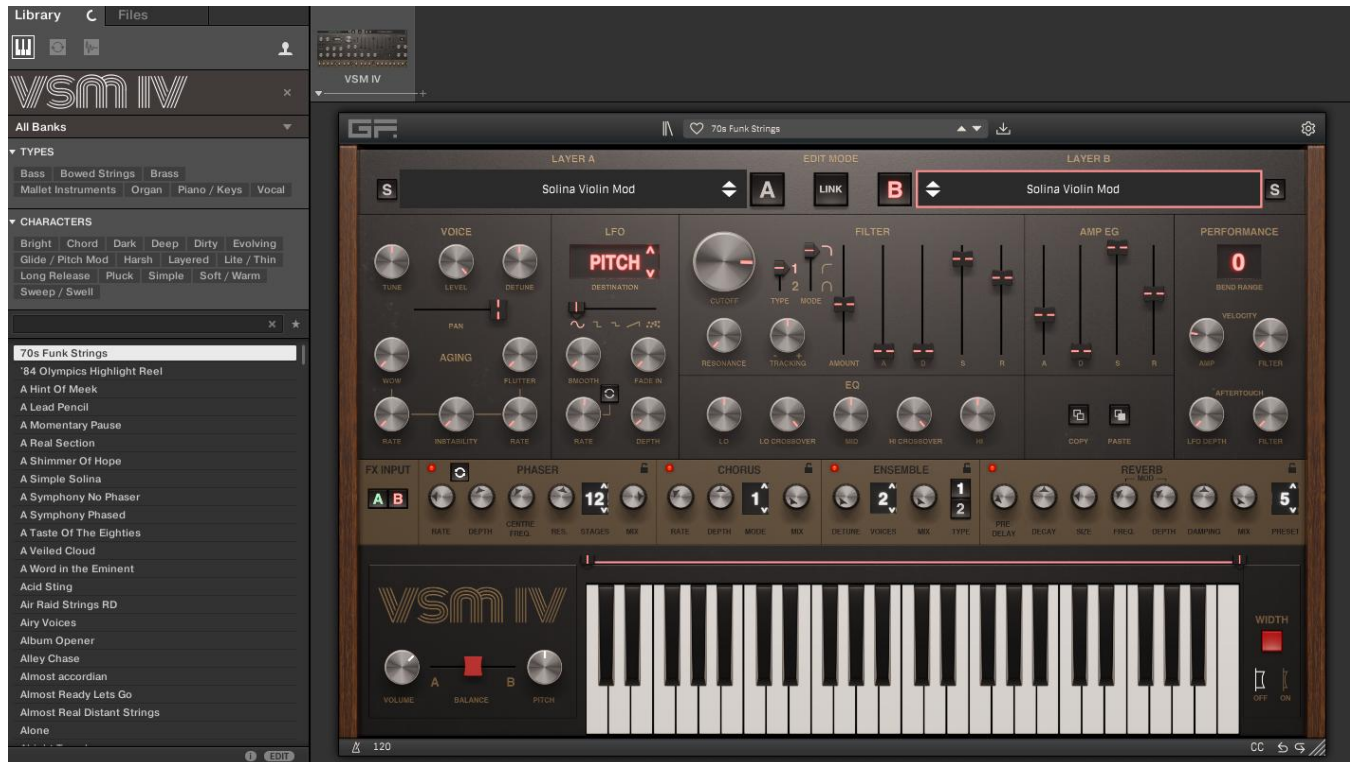 Library Files
VSM IV
All Banks
TYPES
Bass Bowed Strings Brass
Mallet Instruments Organ Piano / Keys Vocal
CHARACTERS
Bright Chord Dark Deep Dirty Evolving
Glide / Pitch Mod Harsh Layered Lite / Thin
Long Release Pluck Simple Soft / Warm
Sweep / Swell
70s Funk Strings
'84 Olympics Highlight Reel
A Hint Of Meek
A Lead Pencil
A Momentary Pause
A Real Section
A Shimmer Of Hope
A Simple Solina
A Symphony No Phaser
A Symphony Phased
A Taste Of The Eighties
A Veiled Cloud
A Word in the Eminent
Acid Sting
Air Raid Strings RD
Airy Voices
Album Opener
Alley Chase
Almost accordian
Almost Ready Lets Go
Almost Real Distant Strings
Alone
EDIT
VSM IV
GF.
70s Funk Strings
LAYER A EDIT MODE LAYER B
S Solina Violin Mod A LINK B Solina Violin Mod S
VOICE LFO FILTER AMP EG PERFORMANCE
PITCH 0
TUNE LEVEL DETUNE DESTINATION CUTOFF 1 2 TYPE MODE BEND RANGE
PAN VELOCITY
AGING
WOW FLUTTER SMOOTH FADE IN RESONANCE TRACKING AMOUNT A D S R A D S R AMP FILTER
EQ AFTERTOUCH
RATE INSTABILITY RATE RATE DEPTH LO LO CROSSOVER MID HI CROSSOVER HI COPY PASTE LFO DEPTH FILTER
FX INPUT PHASER CHORUS ENSEMBLE REVERB
MOD
A B 12 1 2 1 2 5
RATE DEPTH CENTRE FREQ. RES. STAGES MIX RATE DEPTH MODE MIX DETUNE VOICES MIX TYPE PRE DELAY DECAY SIZE FREQ. DEPTH DAMPING MIX PRESET
VSM IV
WIDTH
A B
VOLUME BALANCE PITCH OFF ON
120 CC